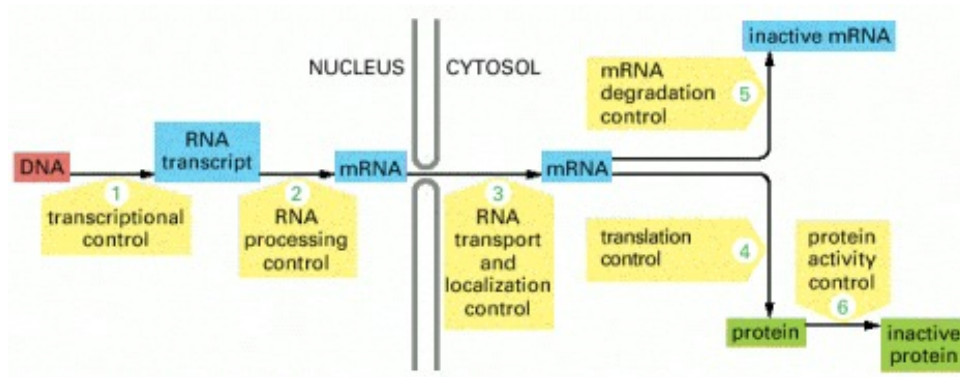 NUCLEUS
CYTOSOL
DNA
1
transcriptional
control
RNA
transcript
2
RNA
processing
control
mRNA
3
RNA
transport
and
localization
control
mRNA
mRNA
degradation
control
5
inactive mRNA
translation
control
4
protein
protein
activity
control
6
inactive
protein